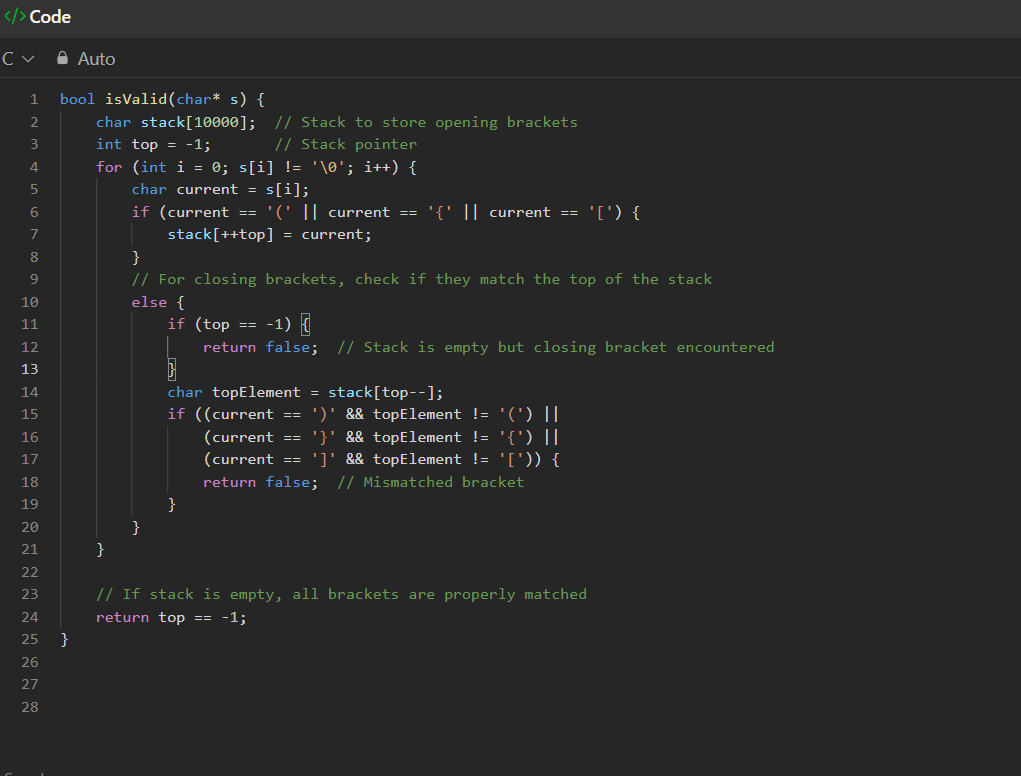 </> Code
C Auto
1 bool isValid(char* s) {
2     char stack[10000];  // Stack to store opening brackets
3     int top = -1;       // Stack pointer
4     for (int i = 0; s[i] != '\0'; i++) {
5         char current = s[i];
6         if (current == '(' || current == '{' || current == '[') {
7             stack[++top] = current;
8         }
9         // For closing brackets, check if they match the top of the stack
10         else {
11             if (top == -1) {
12                 return false;  // Stack is empty but closing bracket encountered
13             }
14             char topElement = stack[top--];
15             if ((current == ')' && topElement != '(') ||
16                 (current == '}' && topElement != '{') ||
17                 (current == ']' && topElement != '[')) {
18                 return false;  // Mismatched bracket
19             }
20         }
21     }
22
23     // If stack is empty, all brackets are properly matched
24     return top == -1;
25 }
26
27
28